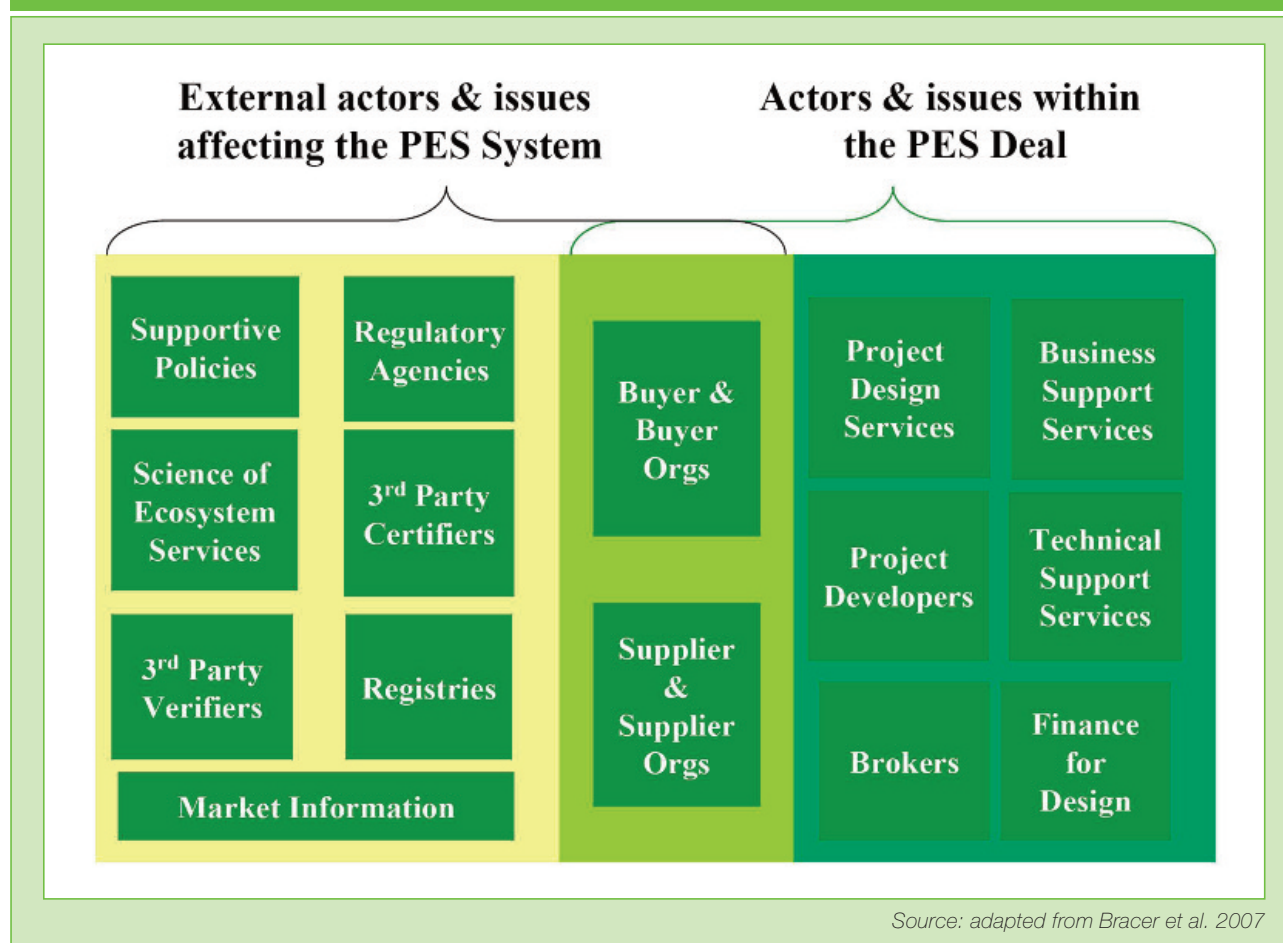 External actors & issues
affecting the PES System
Actors & issues within
the PES Deal
Supportive
Policies
Regulatory
Agencies
Science of
Ecosystem
Services
3rd Party
Certifiers
3rd Party
Verifiers
Registries
Market Information
Buyer &
Buyer
Orgs
Supplier
&
Supplier
Orgs
Project
Design
Services
Business
Support
Services
Project
Developers
Technical
Support
Services
Brokers
Finance
for
Design
Source: adapted from Bracer et al. 2007